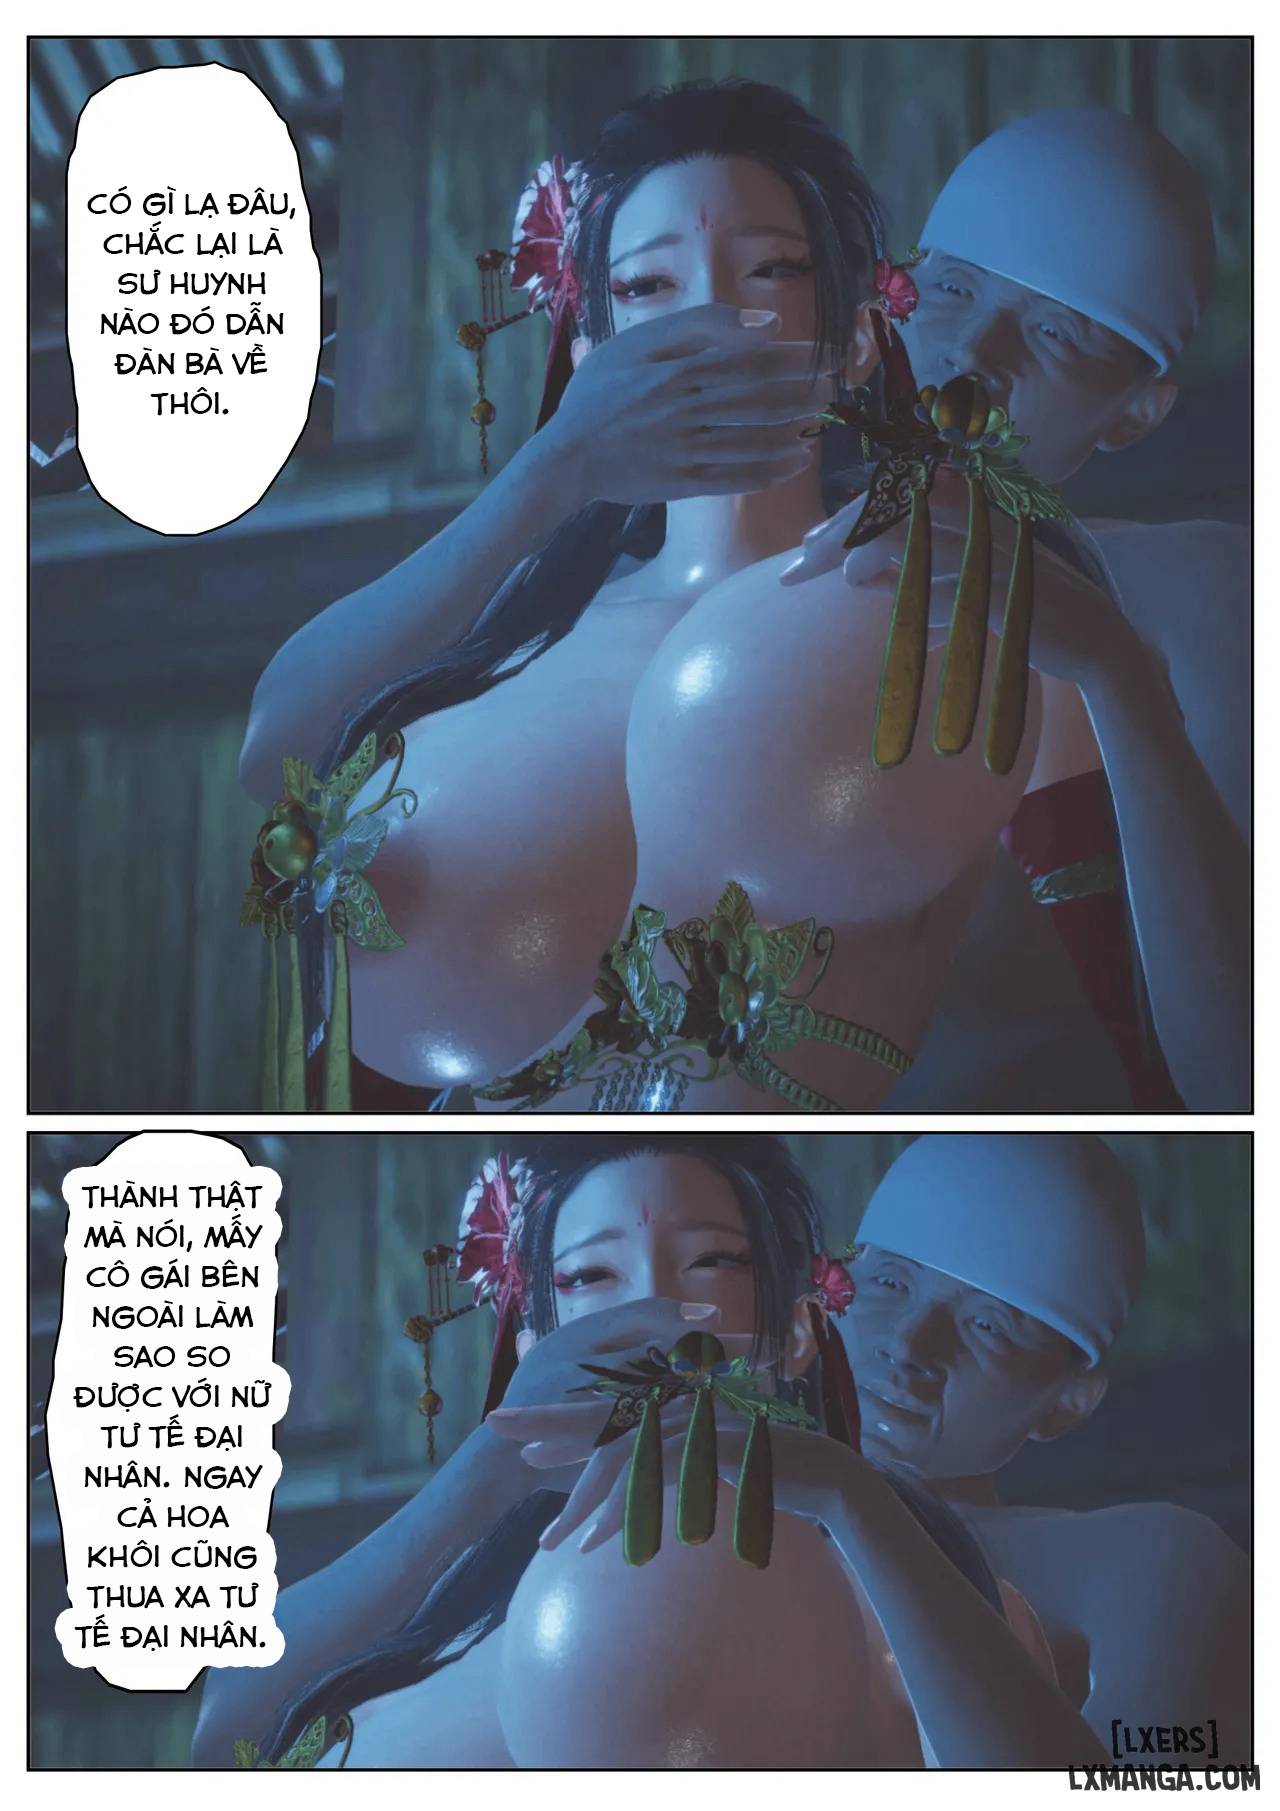 CÓ GÌ LẠ ĐÂU,
CHẮC LẠI LÀ
SƯ HUYNH
NÀO ĐÓ DẪN
ĐÀN BÀ VỀ
THÔI.
THÀNH THẬT
MÀ NÓI, MẤY
CÔ GÁI BÊN
NGOÀI LÀM
SAO SO
ĐƯỢC VỚI NỮ
TƯ TẾ ĐẠI
NHÂN. NGAY
CẢ HOA
KHÔI CŨNG
THUA XA TƯ
TẾ ĐẠI NHÂN.
[LXERS]
LXMANGA.COM